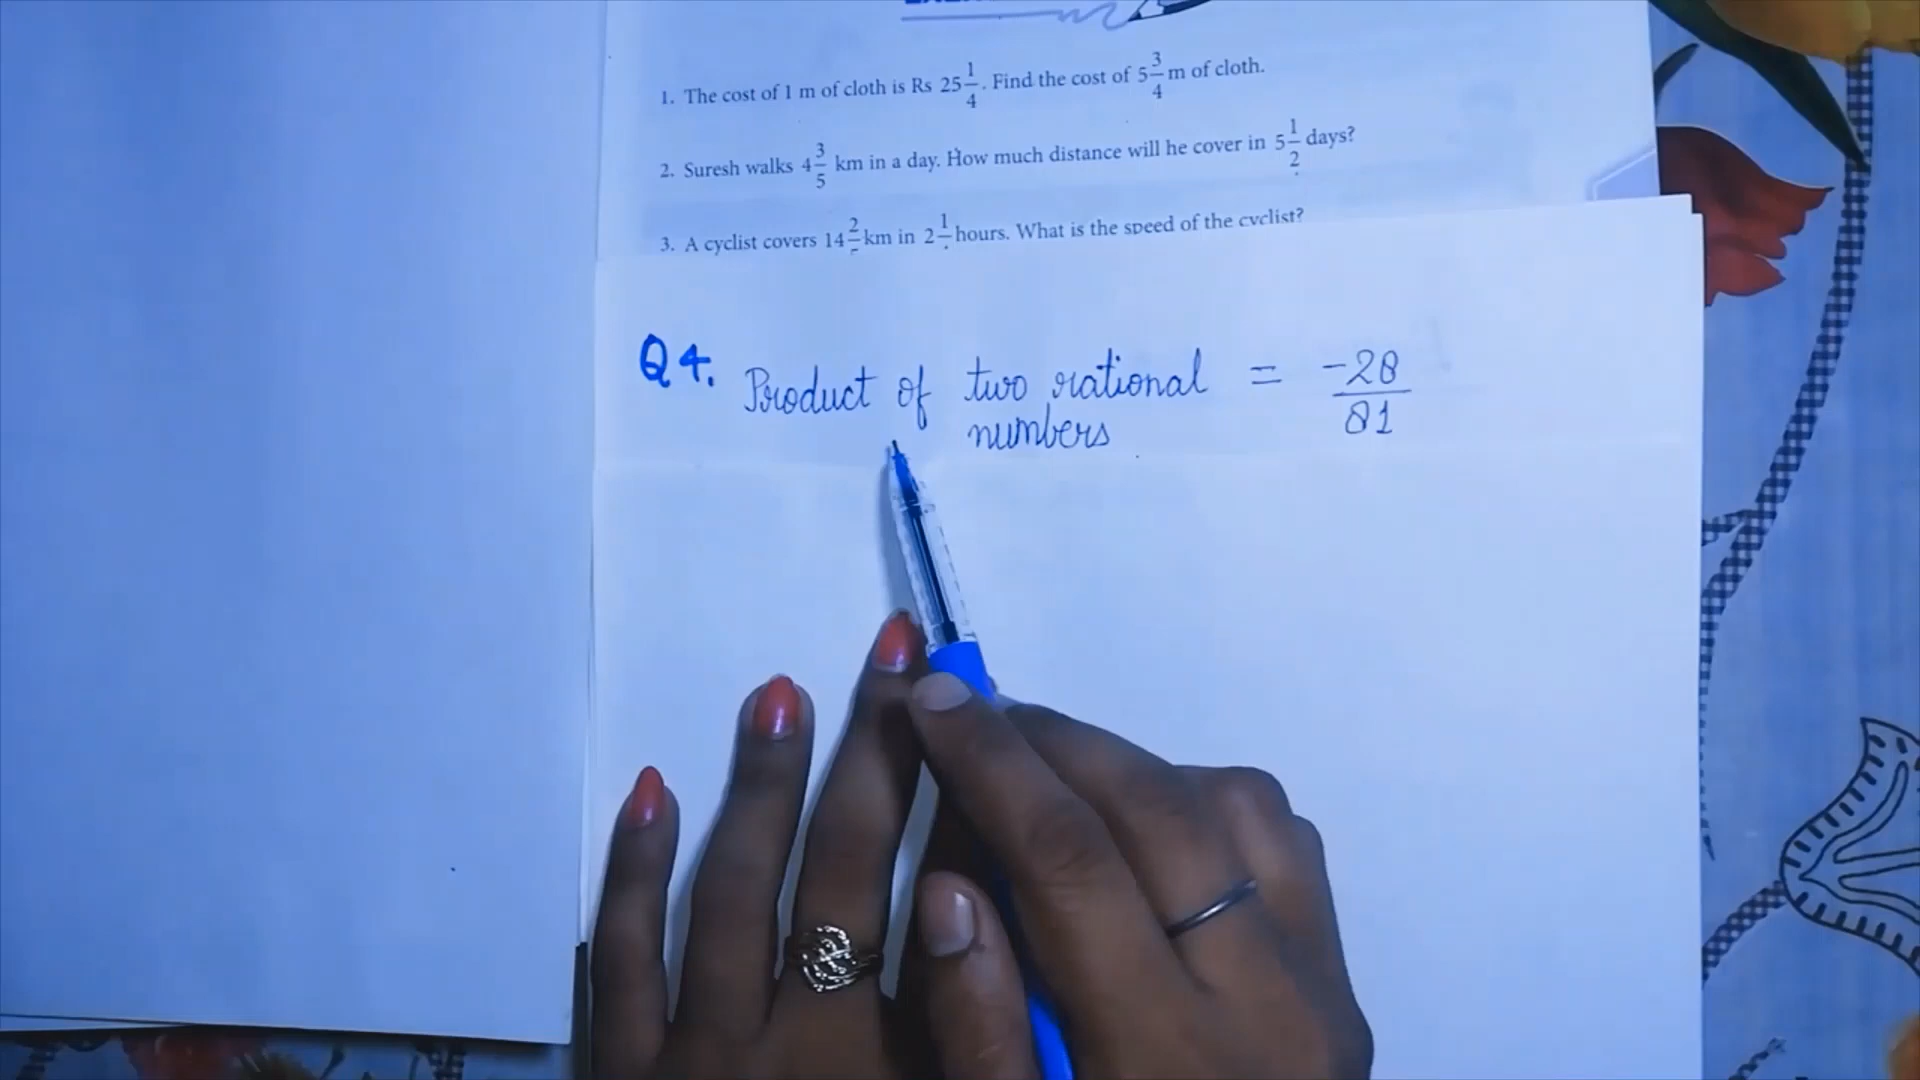 1. The cost of 1 m of cloth is Rs 25 1/4. Find the cost of 5 3/4 m of cloth.
2. Suresh walks 4 3/5 km in a day. How much distance will he cover in 5 1/2 days?
3. A cyclist covers 14 2/ km in 2 1/ hours. What is the speed of the cyclist?
Q4. Product of two rational = -28/81
numbers